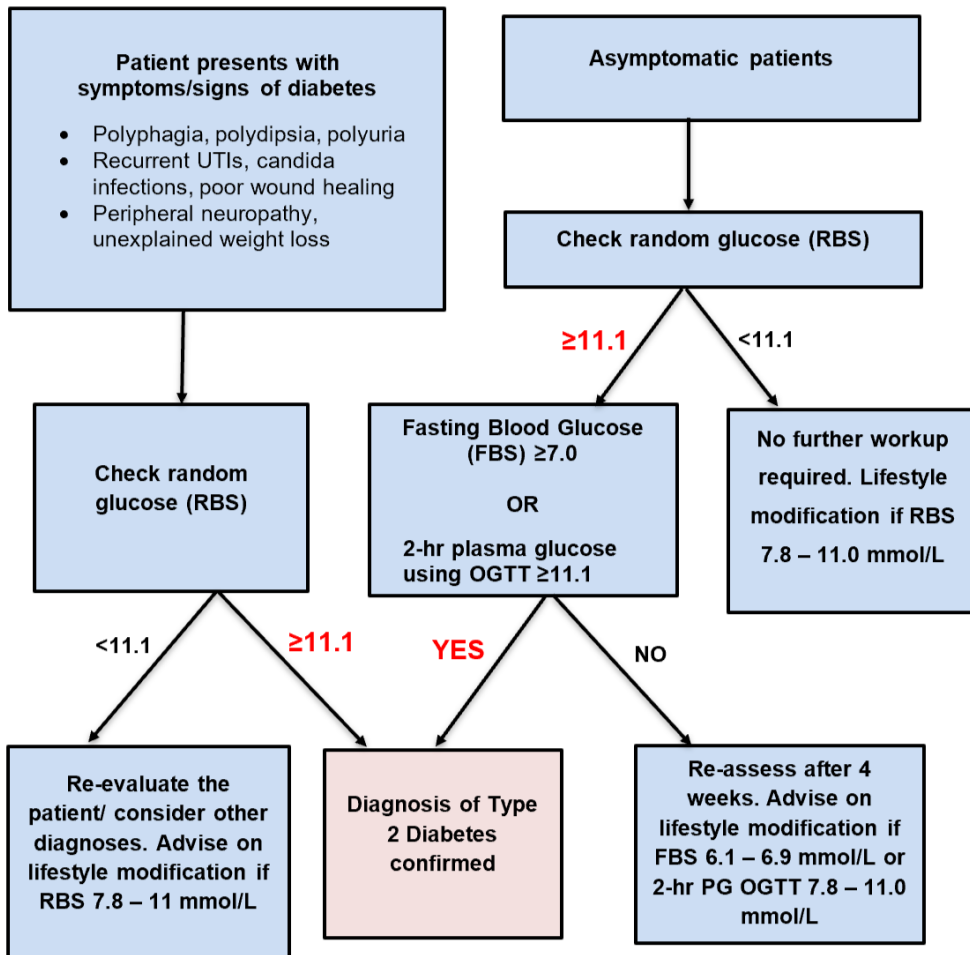 Patient presents with
symptoms/signs of diabetes
• Polyphagia, polydipsia, polyuria
• Recurrent UTIs, candida
infections, poor wound healing
• Peripheral neuropathy,
unexplained weight loss
Asymptomatic patients
Check random glucose (RBS)
≥11.1
<11.1
Check random
glucose (RBS)
Fasting Blood Glucose
(FBS) ≥7.0
OR
2-hr plasma glucose
using OGTT ≥11.1
No further workup
required. Lifestyle
modification if RBS
7.8 – 11.0 mmol/L
<11.1
≥11.1
YES
NO
Re-evaluate the
patient/ consider other
diagnoses. Advise on
lifestyle modification if
RBS 7.8 – 11 mmol/L
Diagnosis of Type
2 Diabetes
confirmed
Re-assess after 4
weeks. Advise on
lifestyle modification if
FBS 6.1 – 6.9 mmol/L or
2-hr PG OGTT 7.8 – 11.0
mmol/L